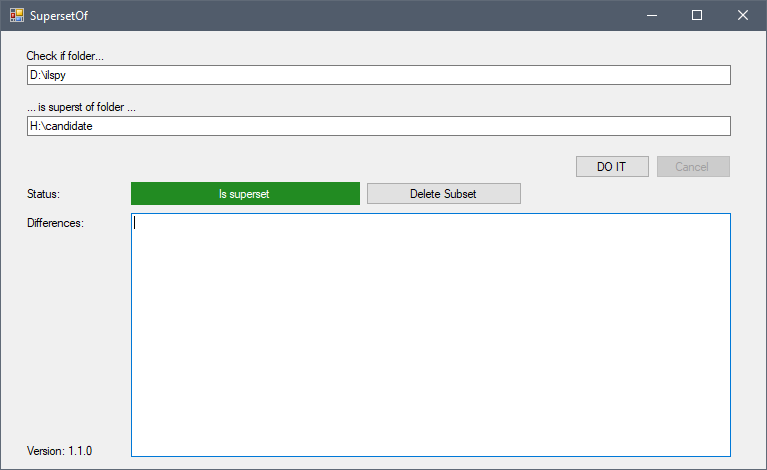 SupersetOf
Check if folder...
D:\ilspy
... is superst of folder ...
H:\candidate
DO IT
Cancel
Status:
Is superset
Delete Subset
Differences:
Version: 1.1.0